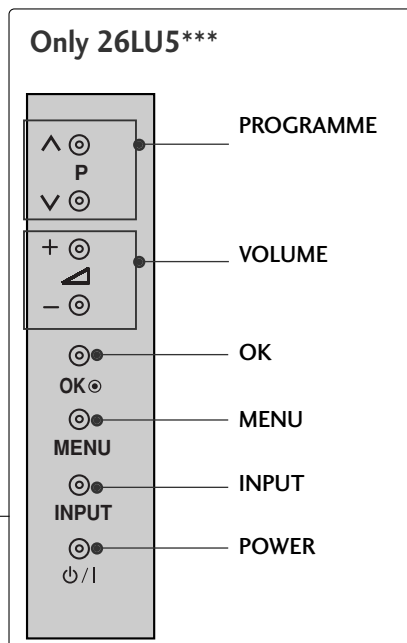 Only 26LU5***
PROGRAMME
P
+
VOLUME
−
OK
OK
MENU
MENU
INPUT
INPUT
POWER
⏻/I